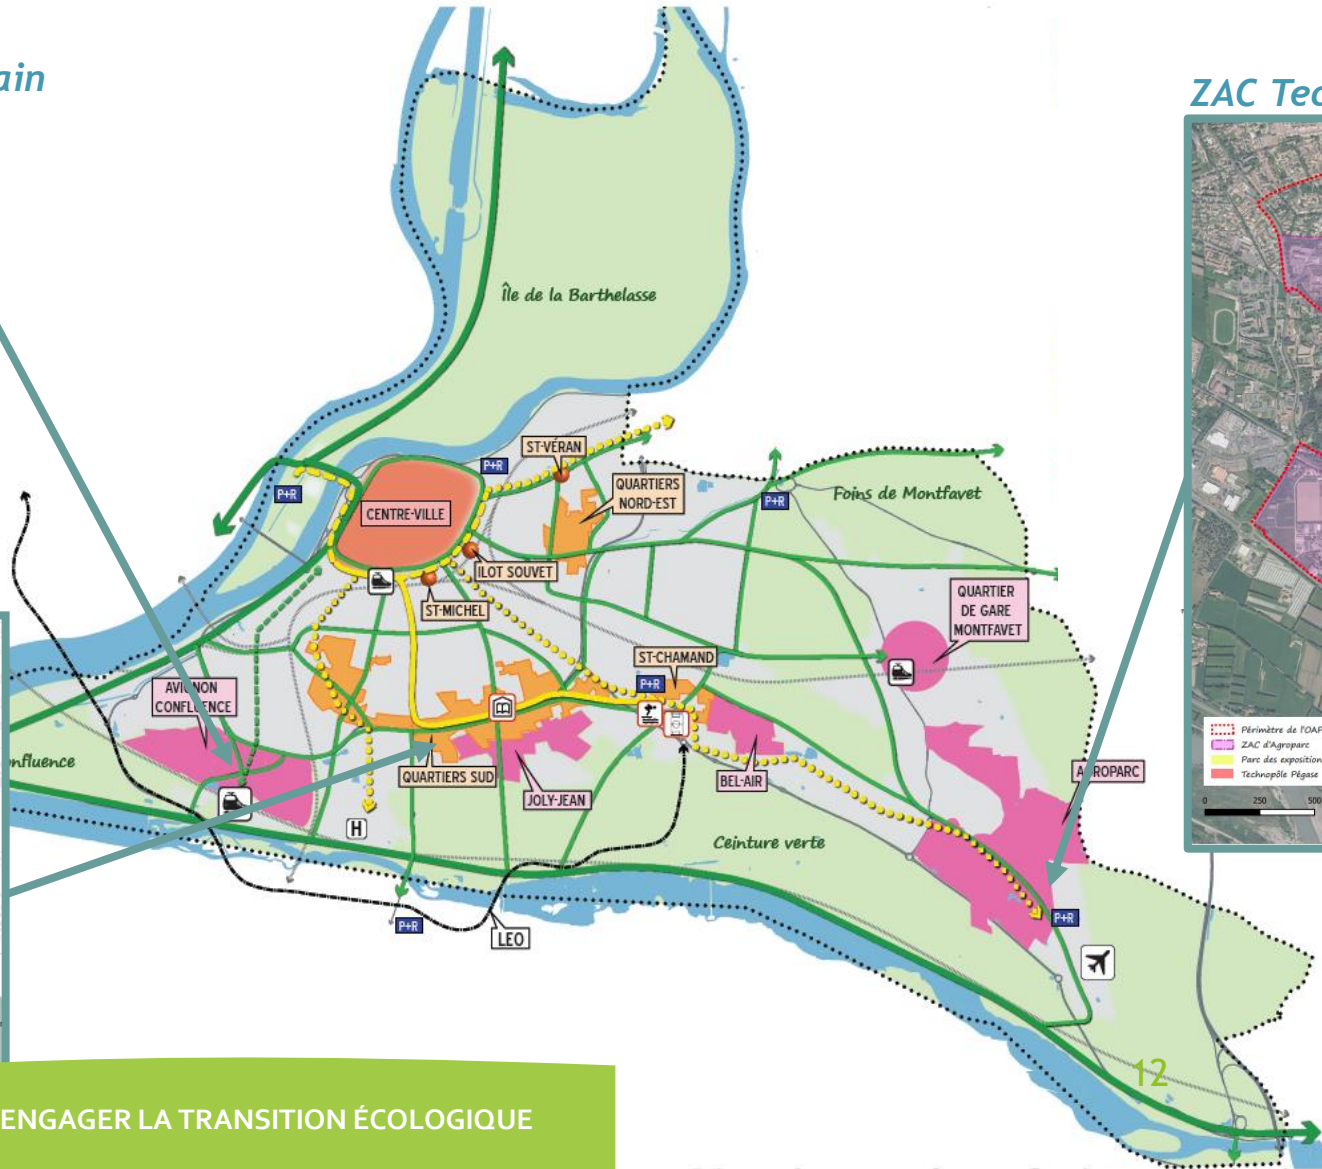 ain
ZAC Tec
Île de la Barthelasse
ST-VÉRAN
P+R
QUARTIERS
NORD-EST
P+R
P+R
Foins de Montfavet
CENTRE-VILLE
ILOT SOUVET
ST-MICHEL
QUARTIER
DE GARE
MONTFAVET
ST-CHAMAND
P+R
AVIGNON
CONFLUENCE
nfluence
QUARTIERS SUD
JOLY-JEAN
BEL-AIR
AGROPARC
H
Ceinture verte
P+R
P+R
LEO
Périmètre de l'OAP
ZAC d'Agroparc
Parc des exposition
Technopôle Pégase
0 250 500
12
ENGAGER LA TRANSITION ÉCOLOGIQUE